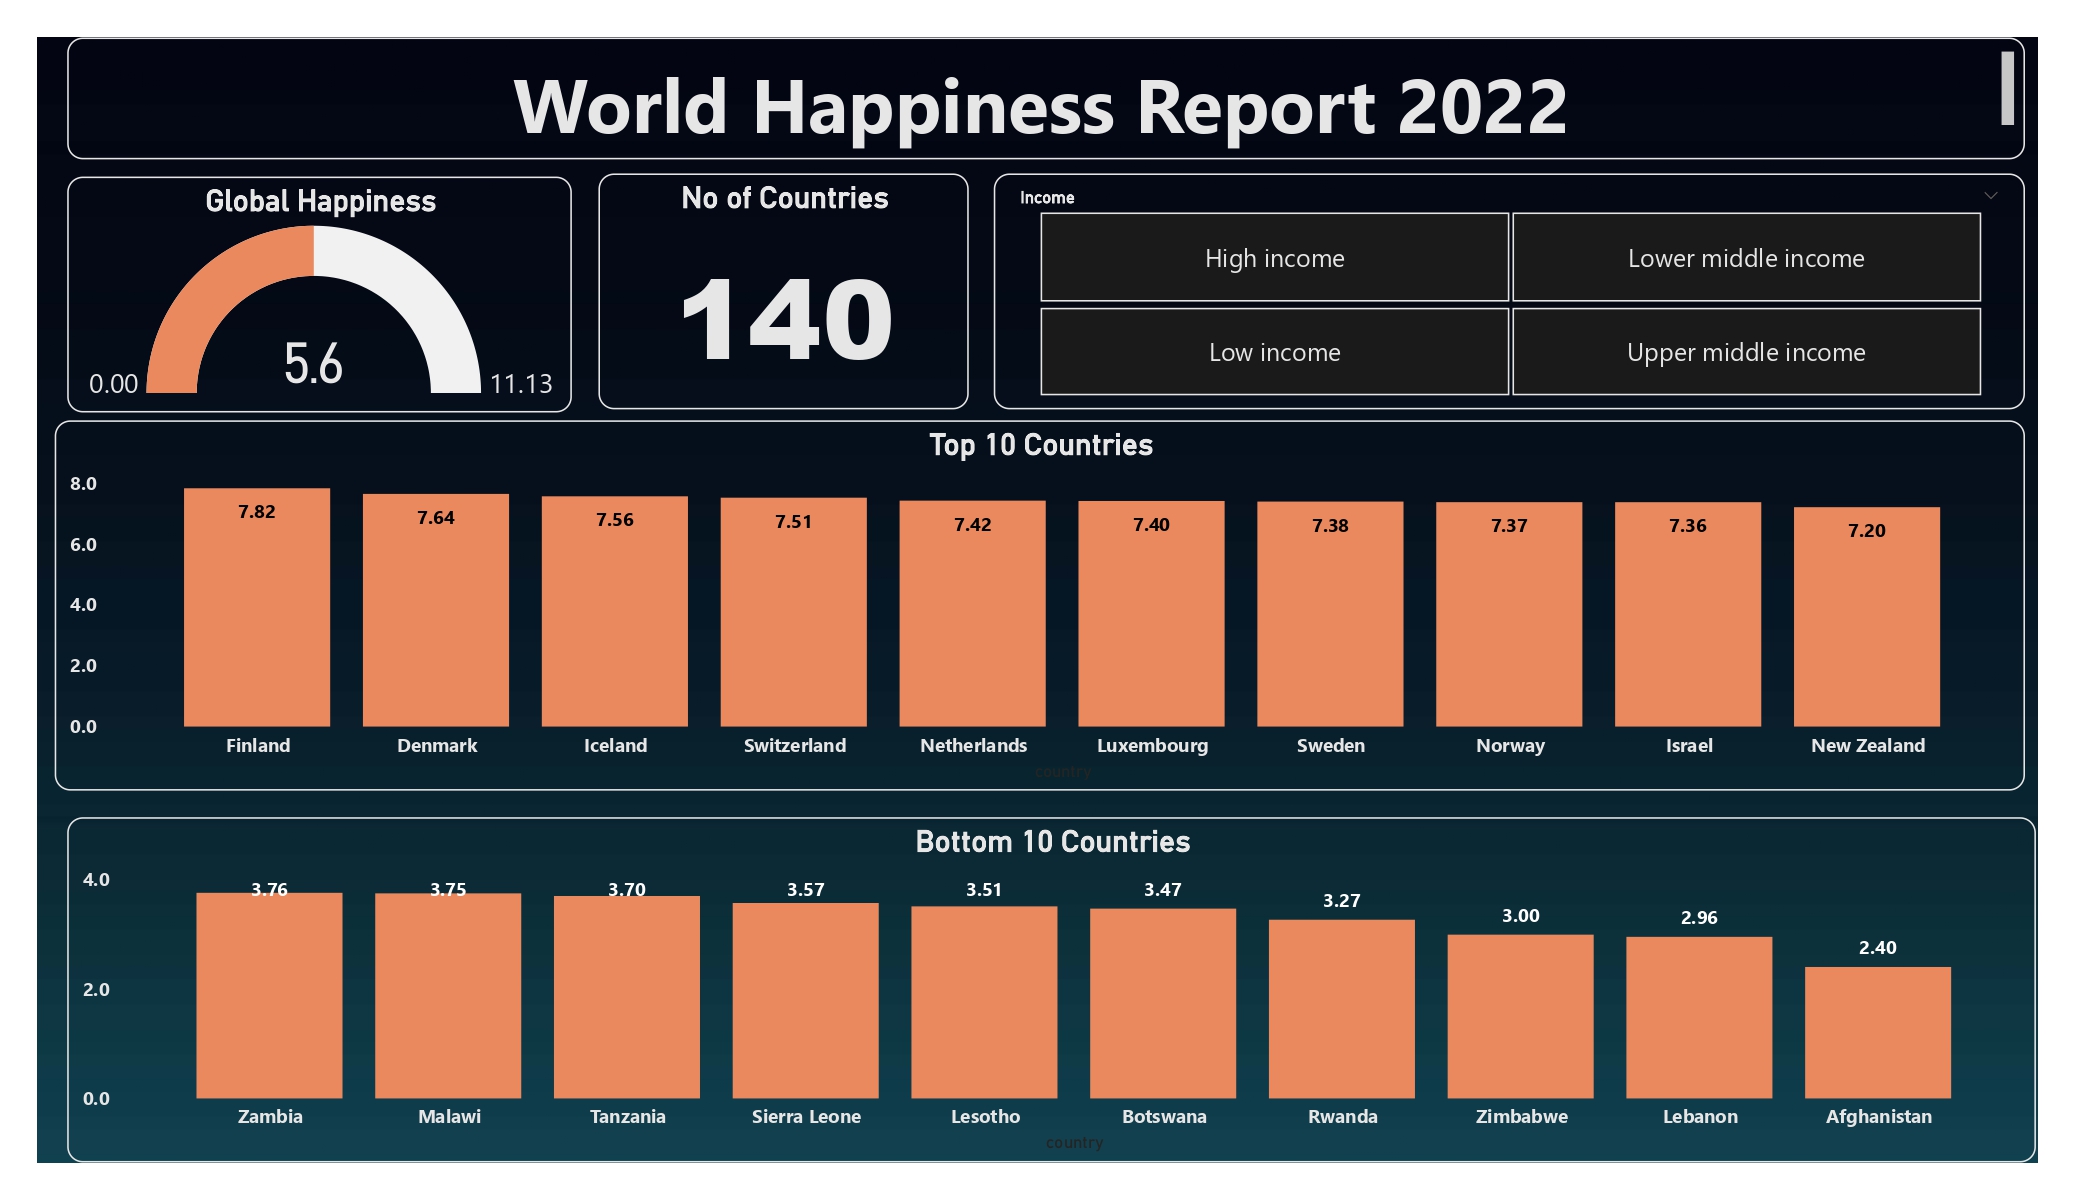 World Happiness Report 2022
Global Happiness
5.6
0.00
11.13
No of Countries
140
Income
High income
Lower middle income
Low income
Upper middle income
Top 10 Countries
8.0
6.0
4.0
2.0
0.0
7.82 7.64 7.56 7.51 7.42 7.40 7.38 7.37 7.36 7.20
Finland Denmark Iceland Switzerland Netherlands Luxembourg Sweden Norway Israel New Zealand
country
Bottom 10 Countries
4.0
2.0
0.0
3.76 3.75 3.70 3.57 3.51 3.47 3.27 3.00 2.96 2.40
Zambia Malawi Tanzania Sierra Leone Lesotho Botswana Rwanda Zimbabwe Lebanon Afghanistan
country